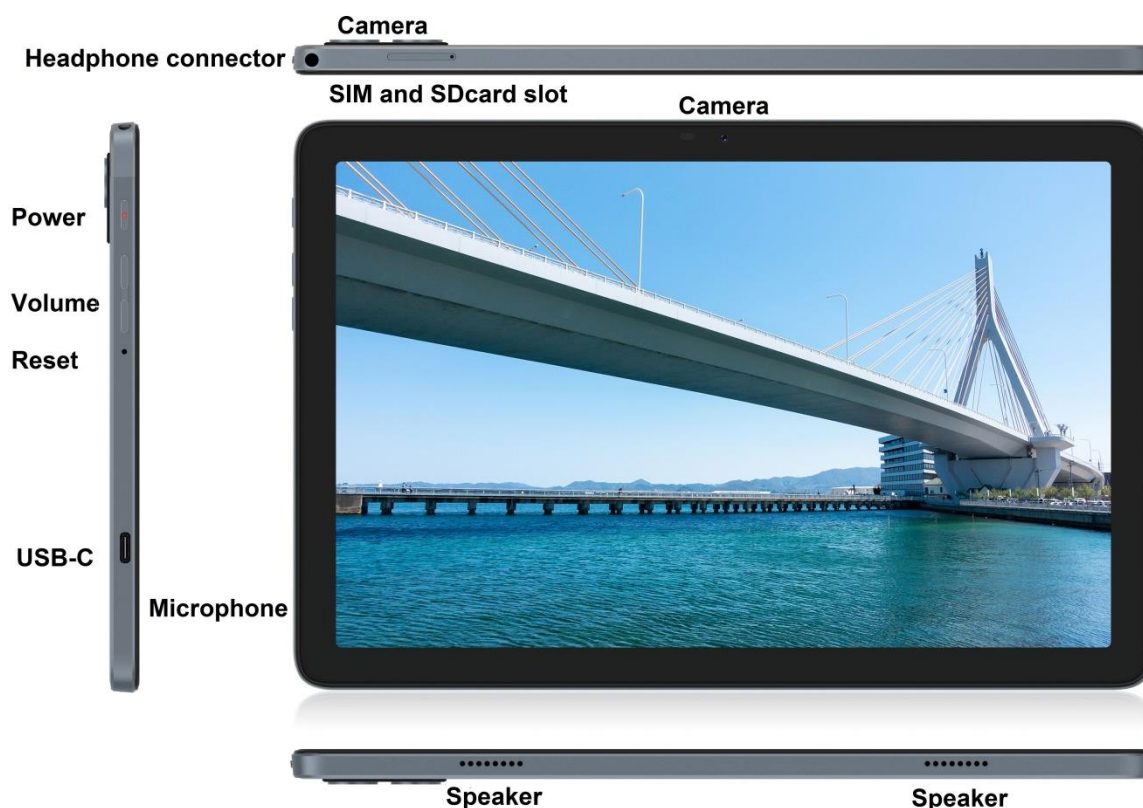 Camera
Headphone connector
SIM and SDcard slot
Camera
Power
Volume
Reset
USB-C
Microphone
Speaker
Speaker